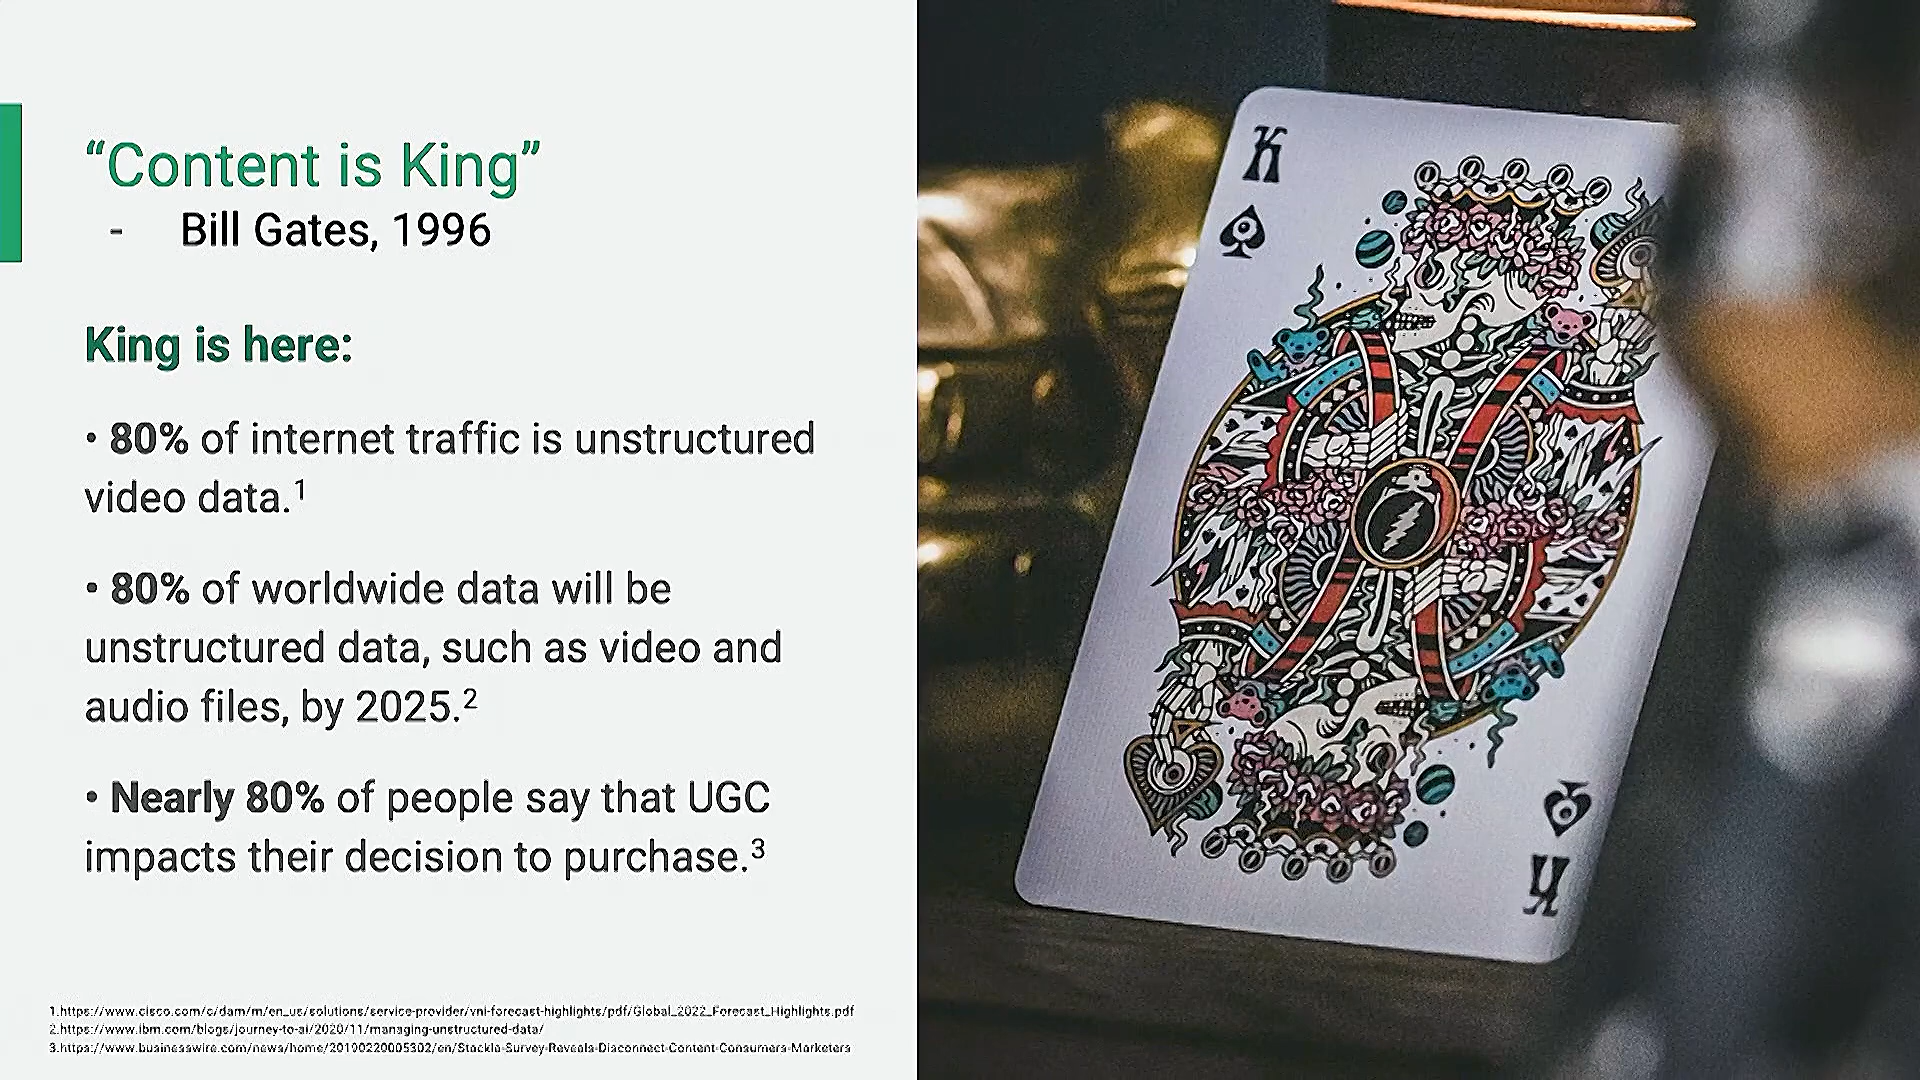 “Content is King”
- Bill Gates, 1996
King is here:
• 80% of internet traffic is unstructured
video data.1
• 80% of worldwide data will be
unstructured data, such as video and
audio files, by 2025.2
• Nearly 80% of people say that UGC
impacts their decision to purchase.3
1.https://www.cisco.com/c/dam/m/en_us/solutions/service-provider/vni-forecast-highlights/pdf/Global_2022_Forecast_Highlights.pdf
2.https://www.ibm.com/blogs/journey-to-ai/2020/11/managing-unstructured-data/
3.https://www.businesswire.com/news/home/20190220005302/en/Stackla-Survey-Reveals-Disconnect-Content-Consumers-Marketers
K
K